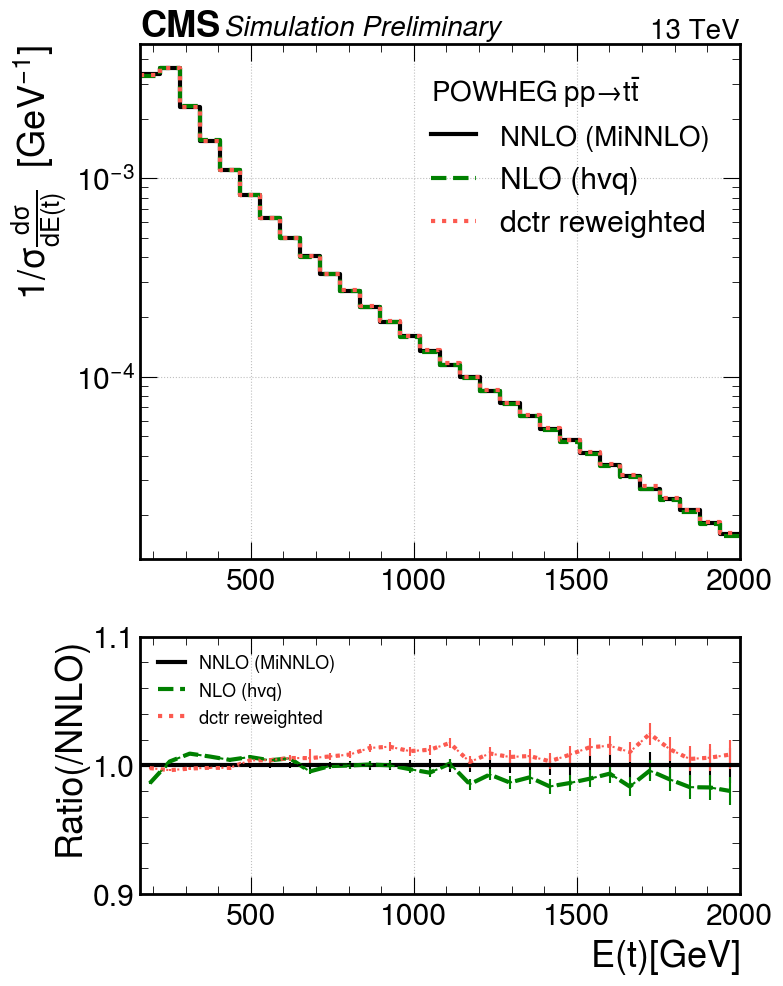 CMS Simulation Preliminary 13 TeV
1/σ dσ/dE(t) [GeV⁻¹]
POWHEG pp→tt̄
NNLO (MiNNLO)
NLO (hvq)
dctr reweighted
10⁻³
10⁻⁴
500 1000 1500 2000
Ratio(/NNLO)
1.1
1.0
0.9
NNLO (MiNNLO)
NLO (hvq)
dctr reweighted
500 1000 1500 2000
E(t)[GeV]